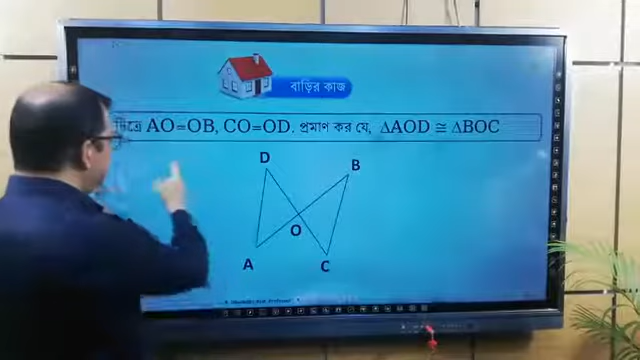 বাড়ির কাজ
চিত্রে AO=OB, CO=OD. প্রমাণ কর যে, ΔAOD ≅ ΔBOC
D
B
O
A
C